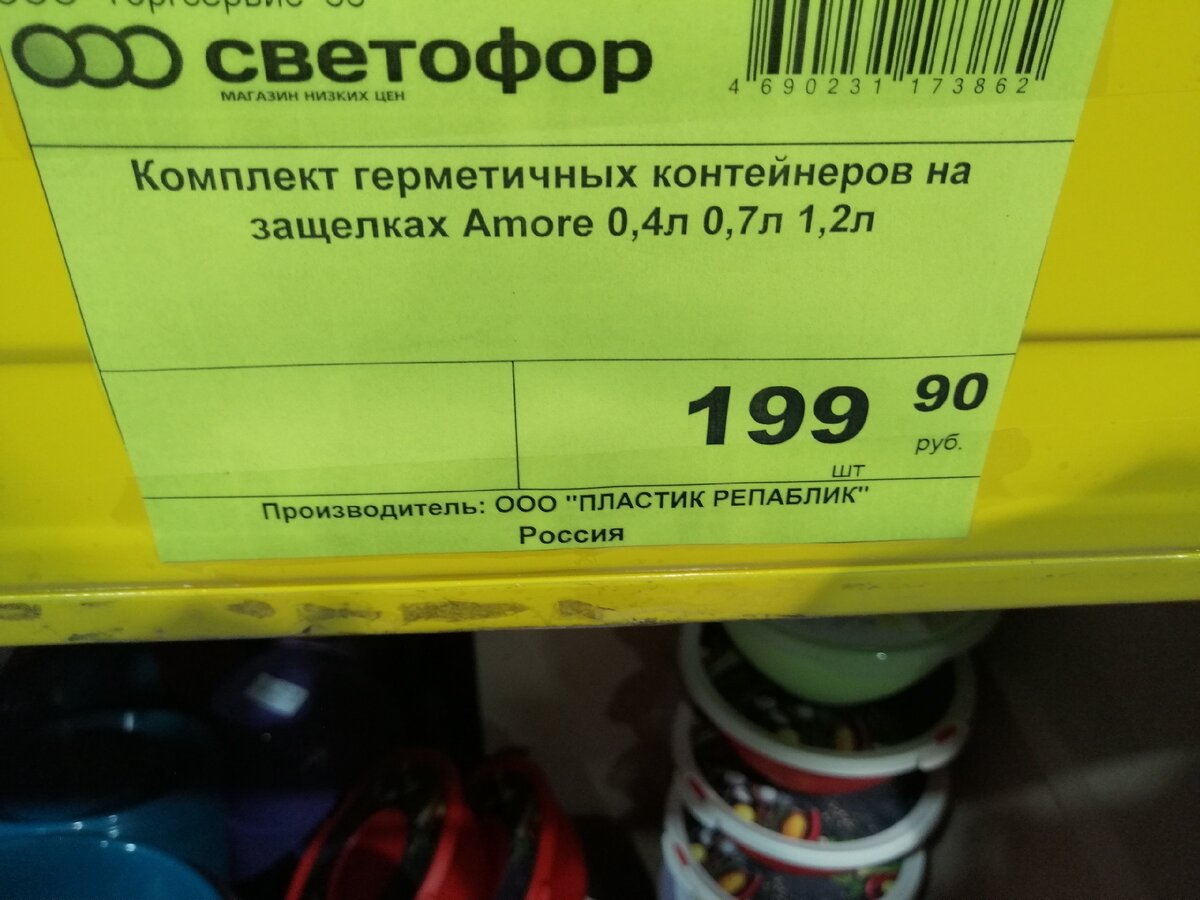 светофор
МАГАЗИН НИЗКИХ ЦЕН
4 690231 173862
Комплект герметичных контейнеров на
защелках Amore 0,4л 0,7л 1,2л
199 90
руб.
шт
Производитель: ООО "ПЛАСТИК РЕПАБЛИК"
Россия